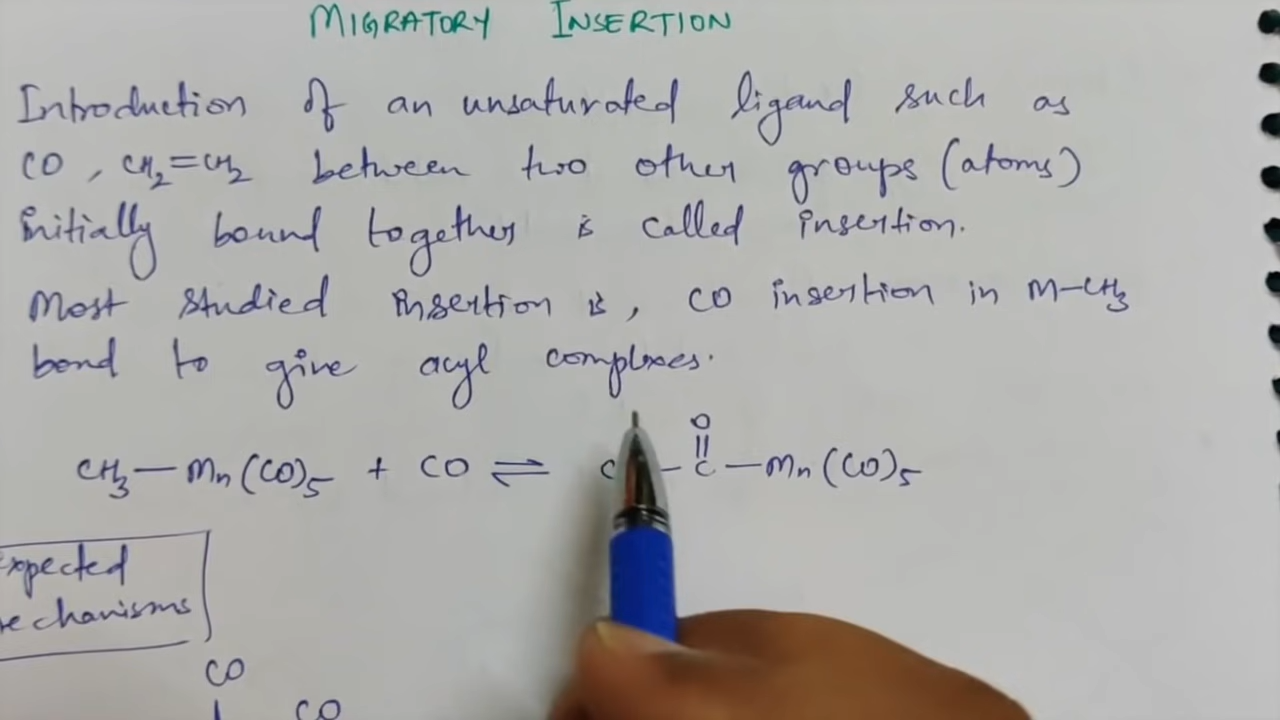 MIGRATORY INSERTION
Introduction of an unsaturated ligand such as
CO, CH₂=CH₂ between two other groups (atoms)
initially bound together is called insertion.
Most studied insertion is, CO insertion in M-CH₃
bond to give acyl complexes.
O
CH₃—Mn(CO)₅ + CO ⇌ C — C —Mn(CO)₅
expected
mechanisms
CO
CO